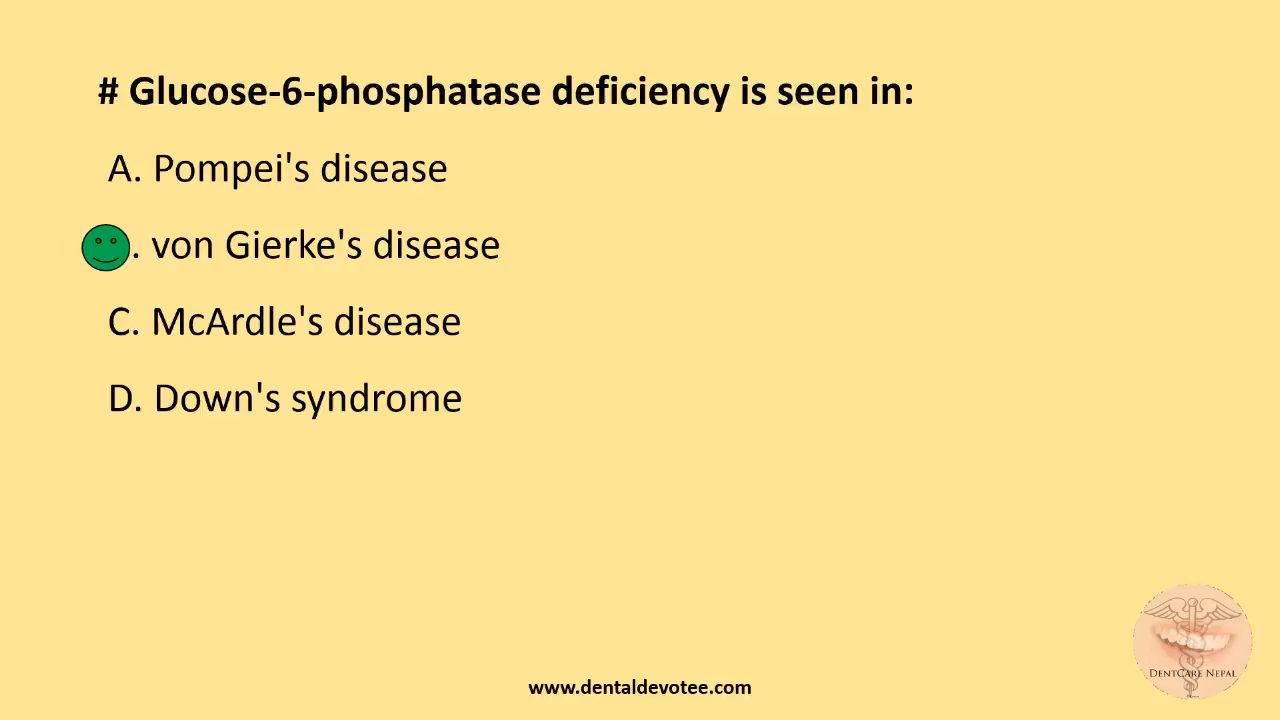 # Glucose-6-phosphatase deficiency is seen in:
A. Pompei's disease
. von Gierke's disease
C. McArdle's disease
D. Down's syndrome
DENTCARE NEPAL
www.dentaldevotee.com